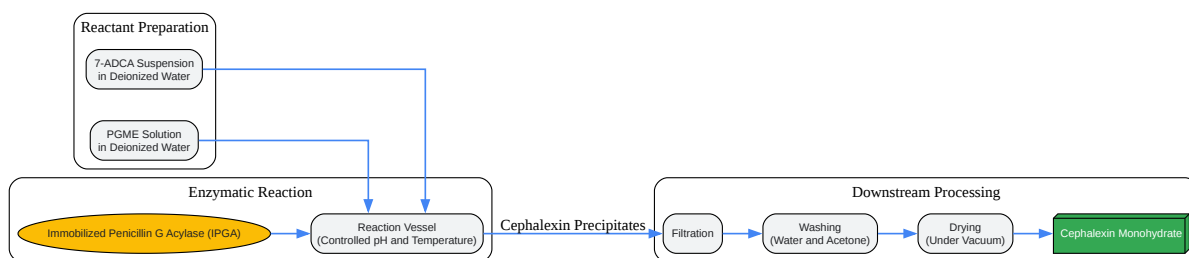 Reactant Preparation
7-ADCA Suspension
in Deionized Water
PGME Solution
in Deionized Water
Enzymatic Reaction
Immobilized Penicillin G Acylase (IPGA)
Reaction Vessel
(Controlled pH and Temperature)
Cephalexin Precipitates
Downstream Processing
Filtration
Washing
(Water and Acetone)
Drying
(Under Vacuum)
Cephalexin Monohydrate